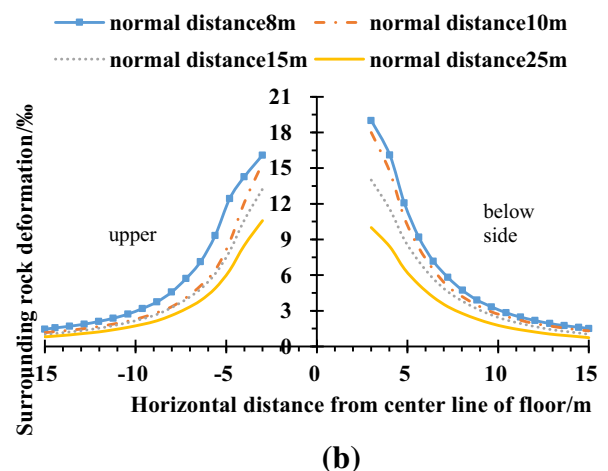 normal distance8m normal distance10m
normal distance15m normal distance25m
Surrounding rock deformation/‰
21
18
15
12
9
6
3
0
upper
below
side
15 -10 -5 0 5 10 15
Horizontal distance from center line of floor/m
(b)